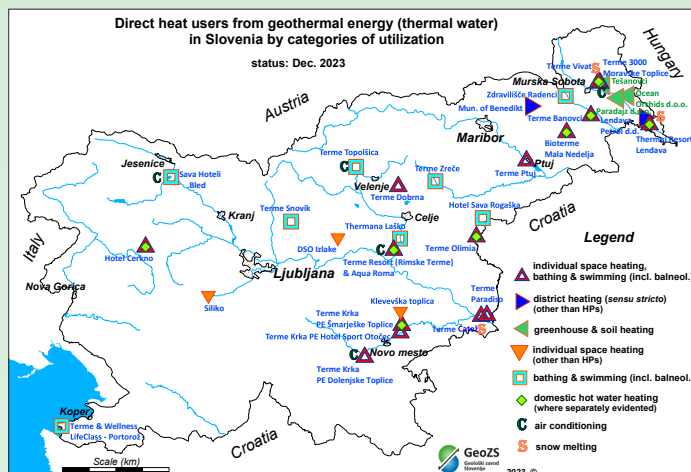 Direct heat users from geothermal energy (thermal water)
in Slovenia by categories of utilization
status: Dec. 2023
Hungary
Austria
Terme Vivat
S
Terme 3000
Moravske Toplice
Murska Sobota
Tešanovci
C
Ocean
Orchids d.o.o.
Zdravilišče Radenci
Mun. of Benedikt
Terme Banovci
Lendava
Petrol d.d.
S
Thermal Resort
Lendava
Maribor
Bioterme
Mala Nedelja
Ptuj
Terme Ptuj
Jesenice
C
Sava Hoteli
Bled
Terme Topolšica
C
Velenje
Terme Zreče
Terme Dobrna
Hotel Sava Rogaška
Croatia
Kranj
Terme Snovik
Celje
Thermana Laško
DSO Izlake
C
Terme Olimia
Italy
Hotel Cerkno
Ljubljana
Terme Resort (Rimske Terme)
& Aqua Roma
Nova Gorica
Siliko
Klevevška toplica
Terme
Paradiso
Terme Krka
PE Šmarješke Toplice
Terme Krka PE Hotel Sport Otočec
S
C
Novo mesto
Terme Krka
PE Dolenjske Toplice
Koper
Terme & Wellness
LifeClass - Portorož
Croatia
Scale (km)
Legend
individual space heating,
bathing & swimming (incl. balneol.)
district heating (sensu stricto)
(other than HPs)
greenhouse & soil heating
individual space heating
(other than HPs)
bathing & swimming (incl. balneol.)
domestic hot water heating
(where separately evidented)
C air conditioning
S snow melting
GeoZS
Geološki zavod
Slovenije
2023 ©